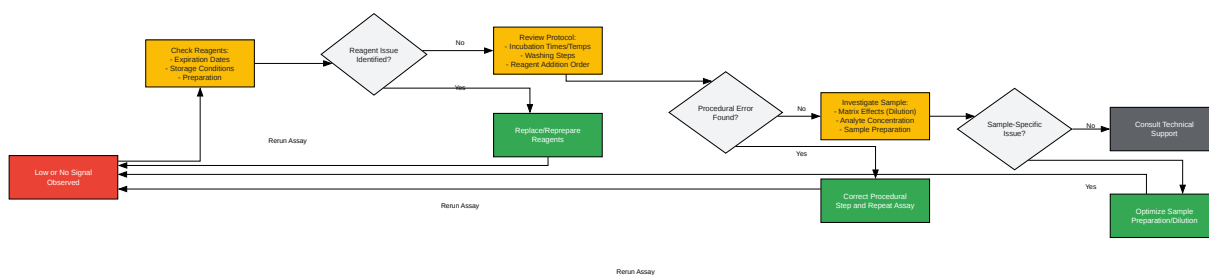 Check Reagents:
- Expiration Dates
- Storage Conditions
- Preparation
Reagent Issue
Identified?
No
Review Protocol:
- Incubation Times/Temps
- Washing Steps
- Reagent Addition Order
Yes
Replace/Reprepare
Reagents
Procedural Error
Found?
No
Investigate Sample:
- Matrix Effects (Dilution)
- Analyte Concentration
- Sample Preparation
Sample-Specific
Issue?
No
Consult Technical
Support
Rerun Assay
Low or No Signal
Observed
Yes
Correct Procedural
Step and Repeat Assay
Yes
Optimize Sample
Preparation/Dilution
Rerun Assay
Rerun Assay